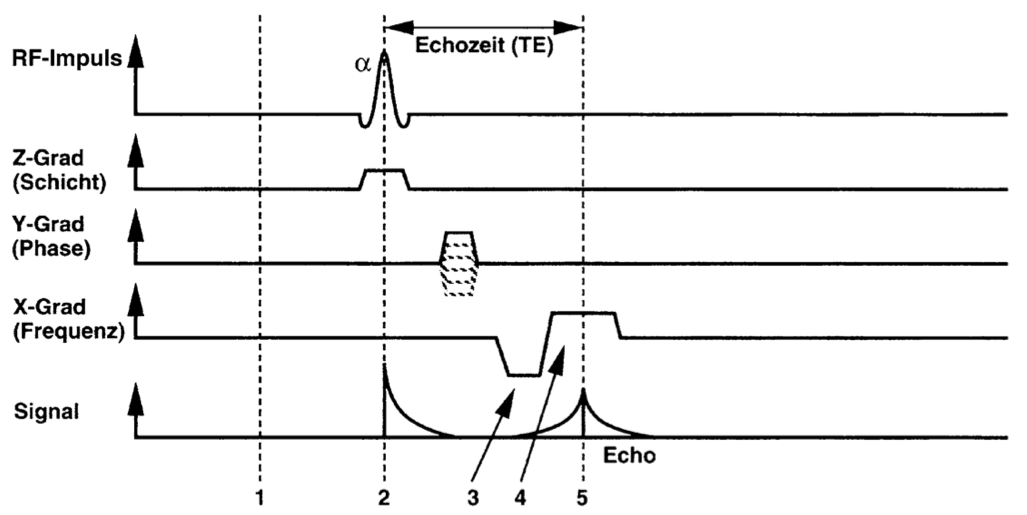 Echozeit (TE)
RF-Impuls
α
Z-Grad
(Schicht)
Y-Grad
(Phase)
X-Grad
(Frequenz)
Signal
Echo
1 2 3 4 5